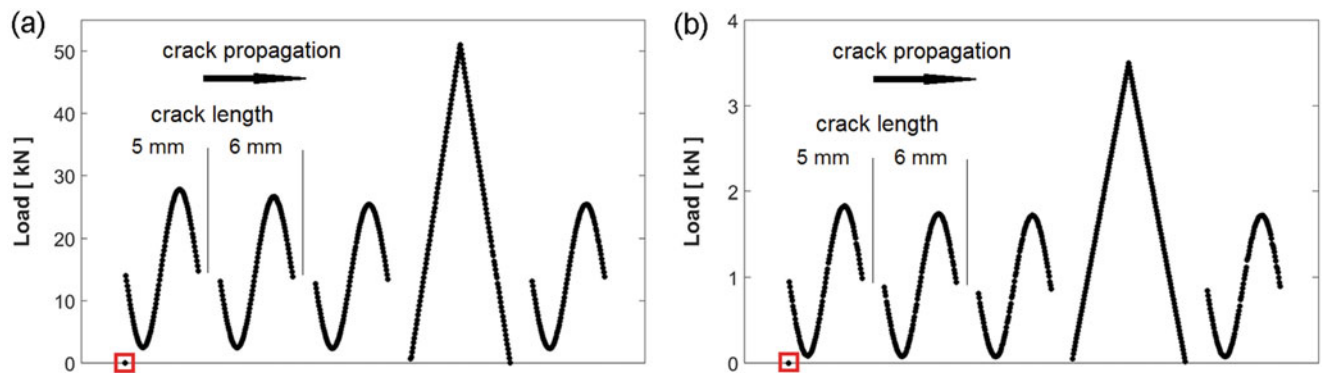 (a)
crack propagation
crack length
5 mm 6 mm
Load [ kN ]
50
40
30
20
10
0
(b)
crack propagation
crack length
5 mm 6 mm
Load [ kN ]
4
3
2
1
0